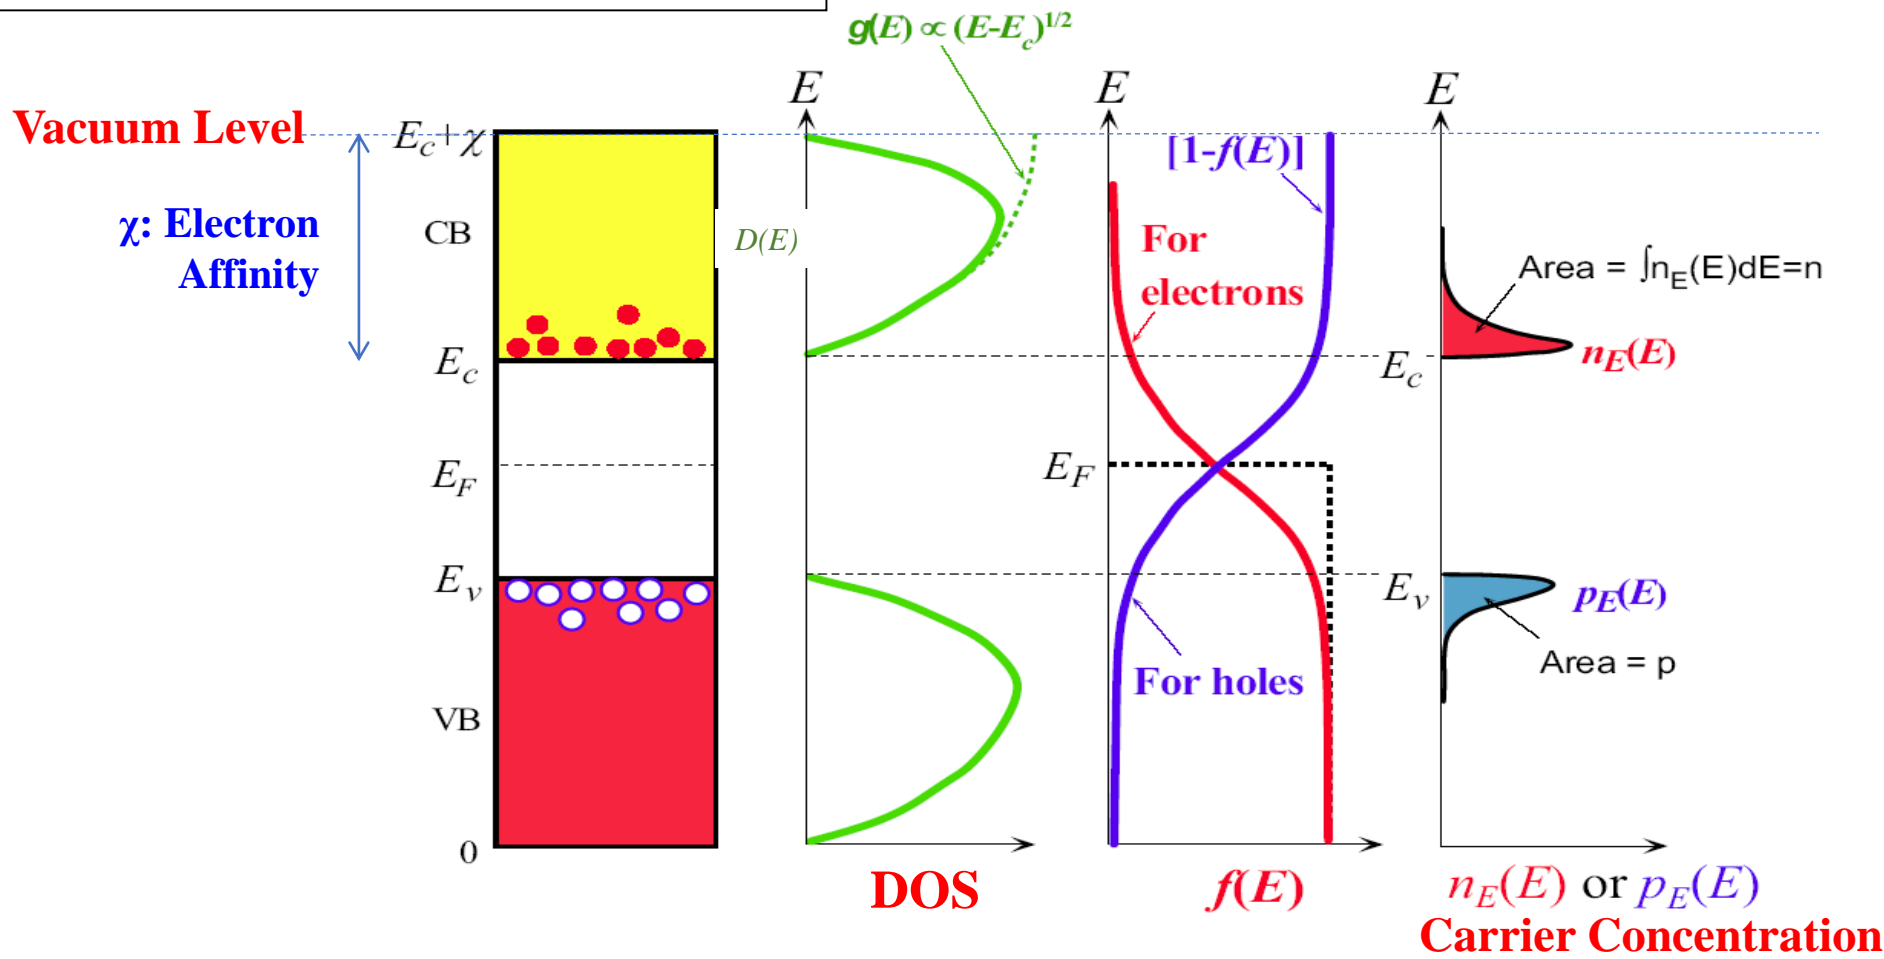 g(E) ∝ (E-Ec)1/2
Vacuum Level
Ec+χ
χ: Electron
Affinity
CB
Ec
EF
Ev
VB
0
E
D(E)
DOS
E
[1-f(E)]
For
electrons
EF
For holes
f(E)
E
Area = ∫nE(E)dE=n
nE(E)
Ec
Ev
pE(E)
Area = p
nE(E) or pE(E)
Carrier Concentration